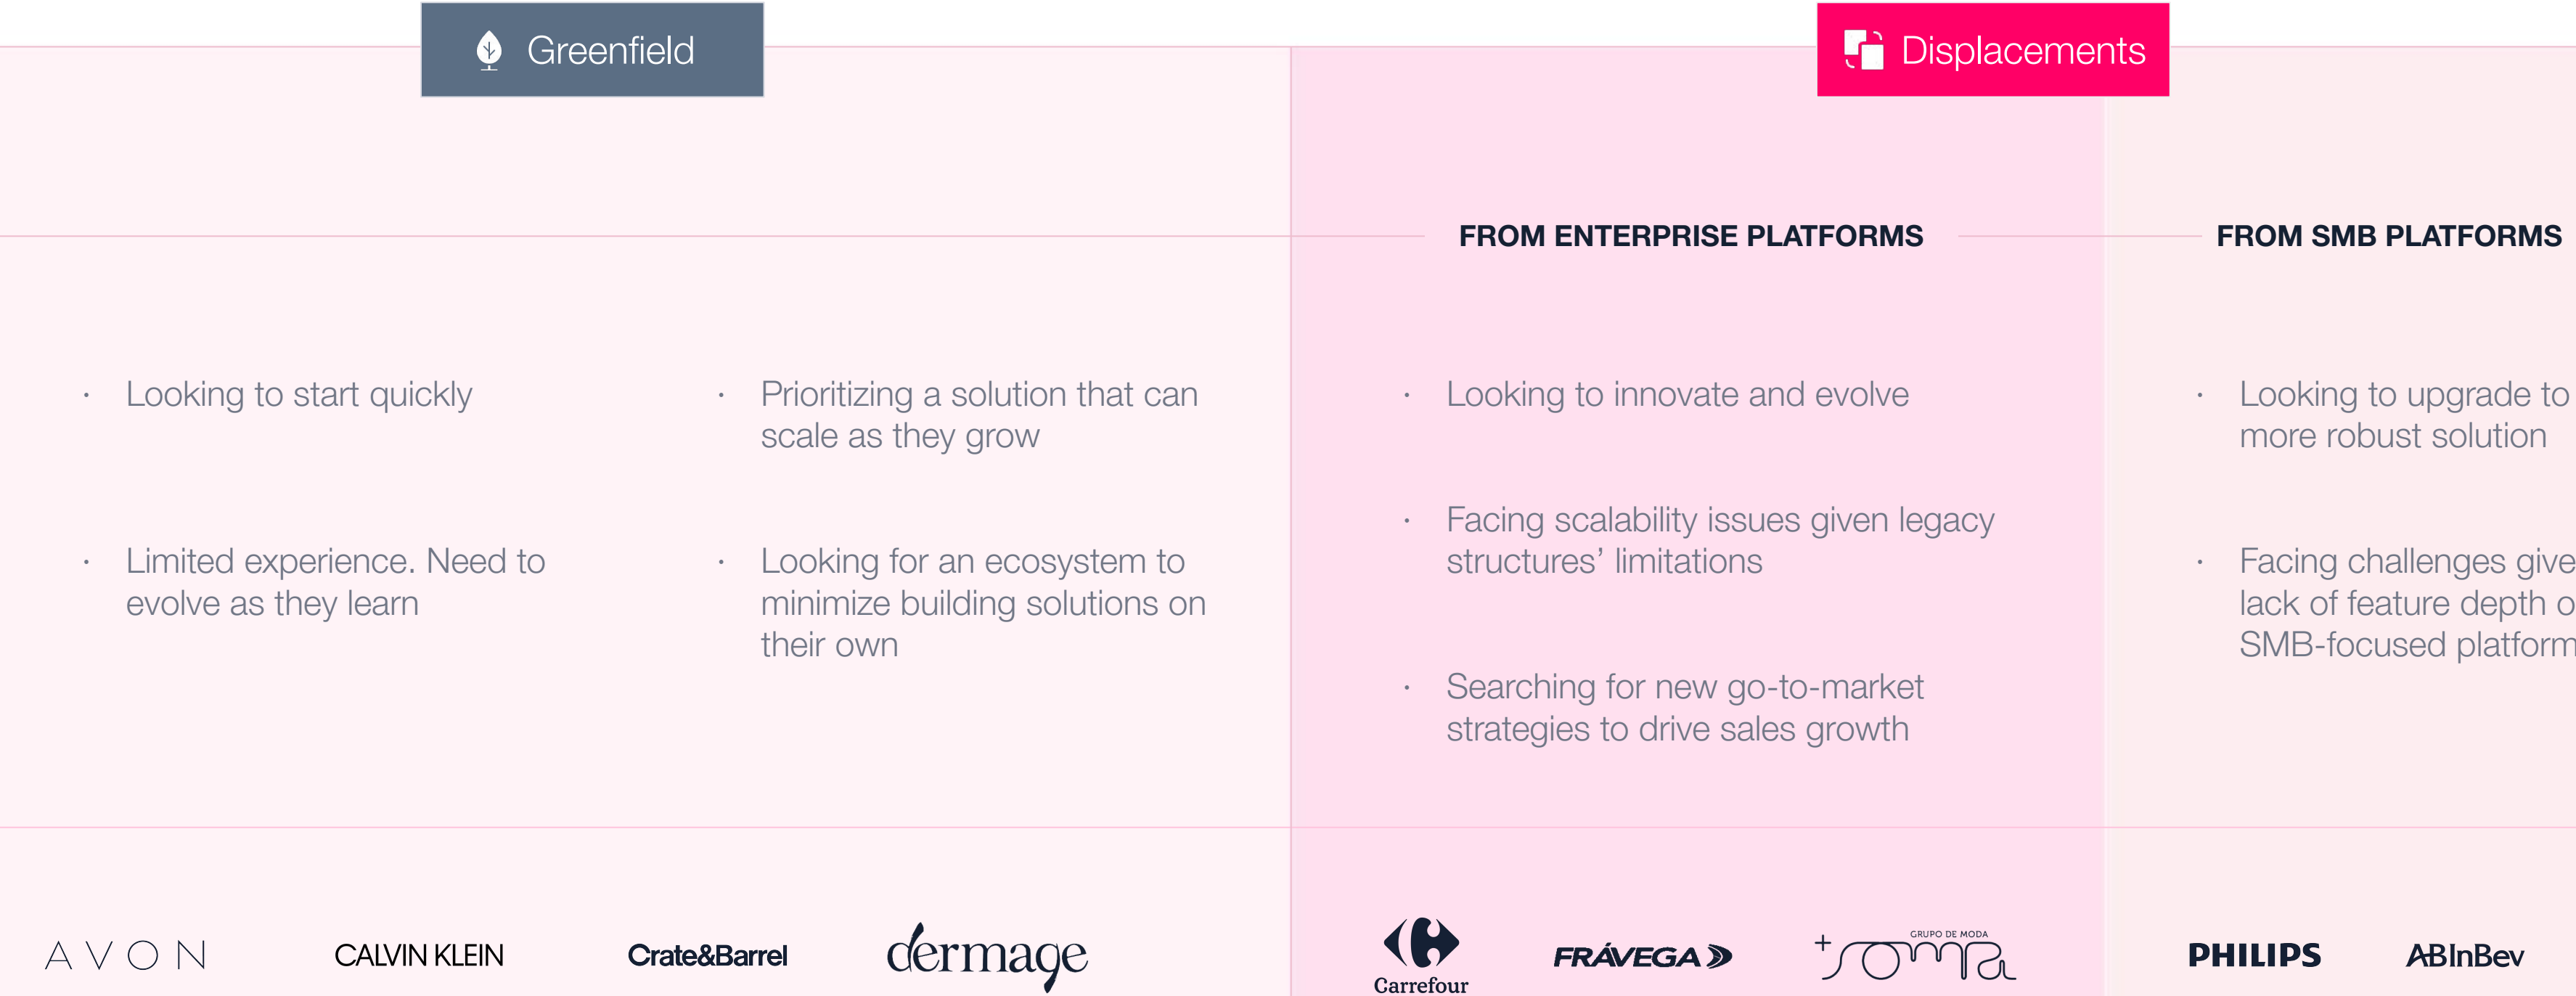 Greenfield
Displacements
FROM ENTERPRISE PLATFORMS
FROM SMB PLATFORMS
· Looking to start quickly
· Limited experience. Need to
evolve as they learn
· Prioritizing a solution that can
scale as they grow
· Looking for an ecosystem to
minimize building solutions on
their own
· Looking to innovate and evolve
· Facing scalability issues given legacy
structures’ limitations
· Searching for new go-to-market
strategies to drive sales growth
· Looking to upgrade to
more robust solution
· Facing challenges give
lack of feature depth o
SMB-focused platform
AVON
CALVIN KLEIN
Crate&Barrel
dermage
Carrefour
FRÁVEGA
GRUPO DE MODA
+soma
PHILIPS
ABInBev